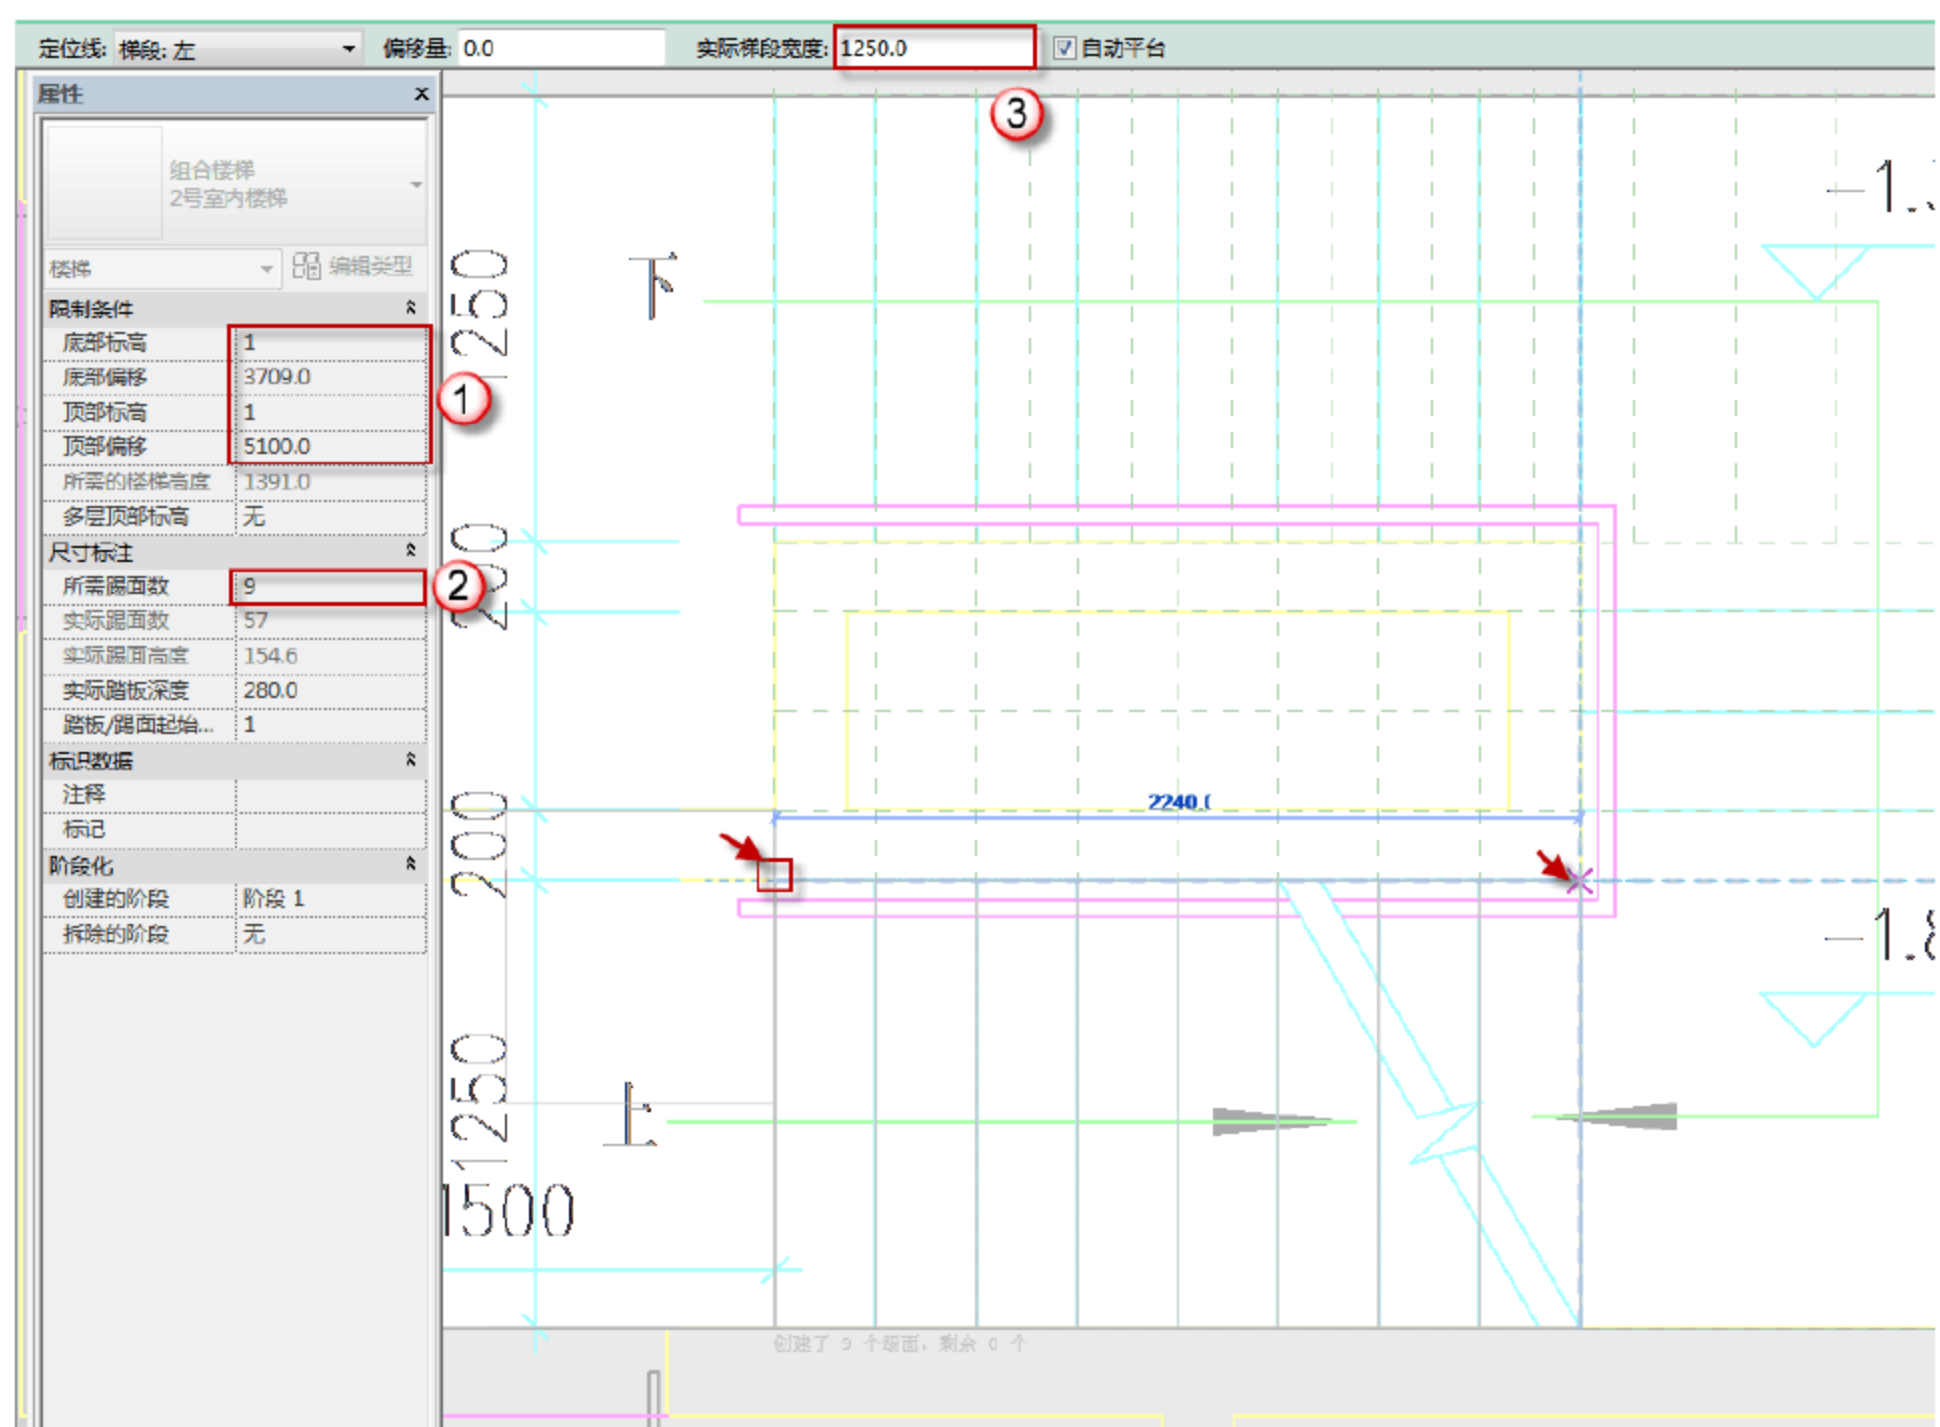 定位线: 梯段: 左 偏移量: 0.0 实际梯段宽度: 1250.0 自动平台
属性 x
3
组合楼梯
2号室内楼梯
楼梯 编辑类型
限制条件
底部标高 1
底部偏移 3709.0
顶部标高 1
顶部偏移 5100.0
1
所需的楼梯高度 1391.0
多层顶部标高 无
尺寸标注
所需踢面数 9
2
实际踢面数 57
实际踢面高度 154.6
实际踏板深度 280.0
踏板/踢面起始... 1
标识数据
注释
标记
阶段化
创建的阶段 阶段 1
拆除的阶段 无
1250
下
200
2240.0
200
1250
上
1500
创建了 9 个踢面，剩余 0 个